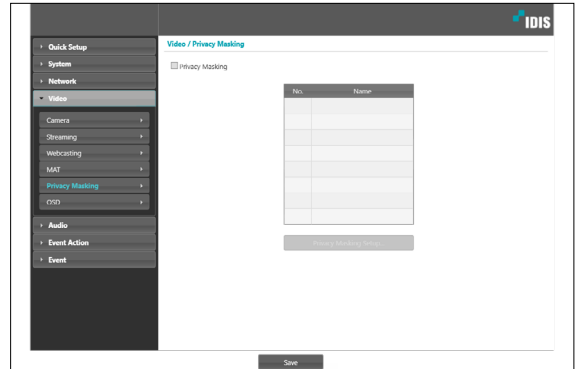 IDIS
Quick Setup
System
Network
Video
Camera
Streaming
Webcasting
MAT
Privacy Masking
OSD
Audio
Event Action
Event
Video / Privacy Masking
Privacy Masking
No. Name
Privacy Masking Setup...
Save